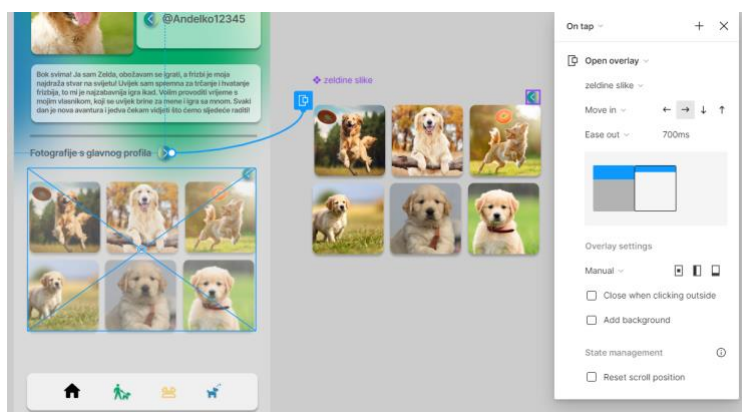 @Andelko12345
Bok svima! Ja sam Zelda, obožavam se igrati, a frizbi je moja
najdraža stvar na svijetu! Uvijek sam spremna za trčanje i hvatanje
frizbija, to mi je najzabavnija igra ikad. Volim provoditi vrijeme s
mojim vlasnikom, koji se uvijek brine za mene i igra sa mnom. Svaki
dan je nova avantura i jedva čekam vidjeti što ćemo sljedeće raditi!
Fotografije s glavnog profila
zeldine slike
On tap
Open overlay
zeldine slike
Move in
Ease out 700ms
Overlay settings
Manual
Close when clicking outside
Add background
State management
Reset scroll position